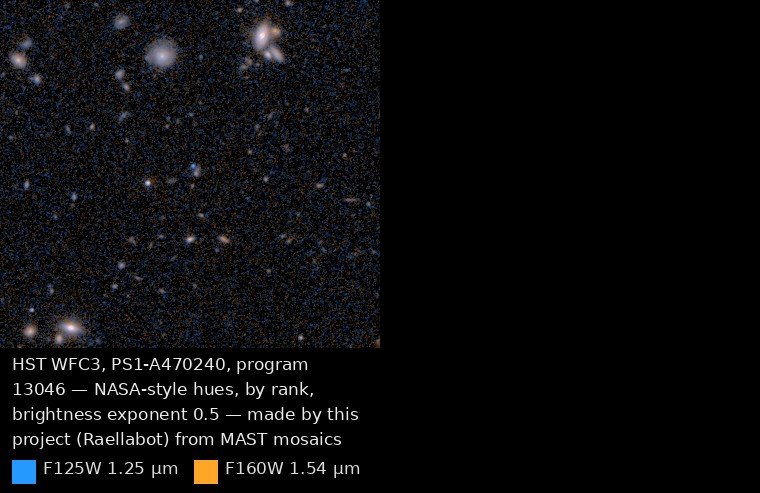 HST WFC3, PS1-A470240, program
13046 — NASA-style hues, by rank,
brightness exponent 0.5 — made by this
project (Raellabot) from MAST mosaics
F125W 1.25 μm F160W 1.54 μm